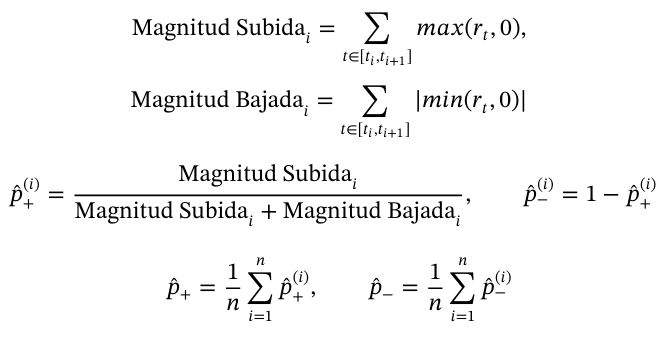 Magnitud Subida_i = ∑_{t∈[t_i,t_{i+1}]} max(r_t, 0),
Magnitud Bajada_i = ∑_{t∈[t_i,t_{i+1}]} |min(r_t, 0)|
p̂_+^{(i)} = Magnitud Subida_i / (Magnitud Subida_i + Magnitud Bajada_i), p̂_−^{(i)} = 1 − p̂_+^{(i)}
p̂_+ = 1/n ∑_{i=1}^{n} p̂_+^{(i)}, p̂_− = 1/n ∑_{i=1}^{n} p̂_−^{(i)}